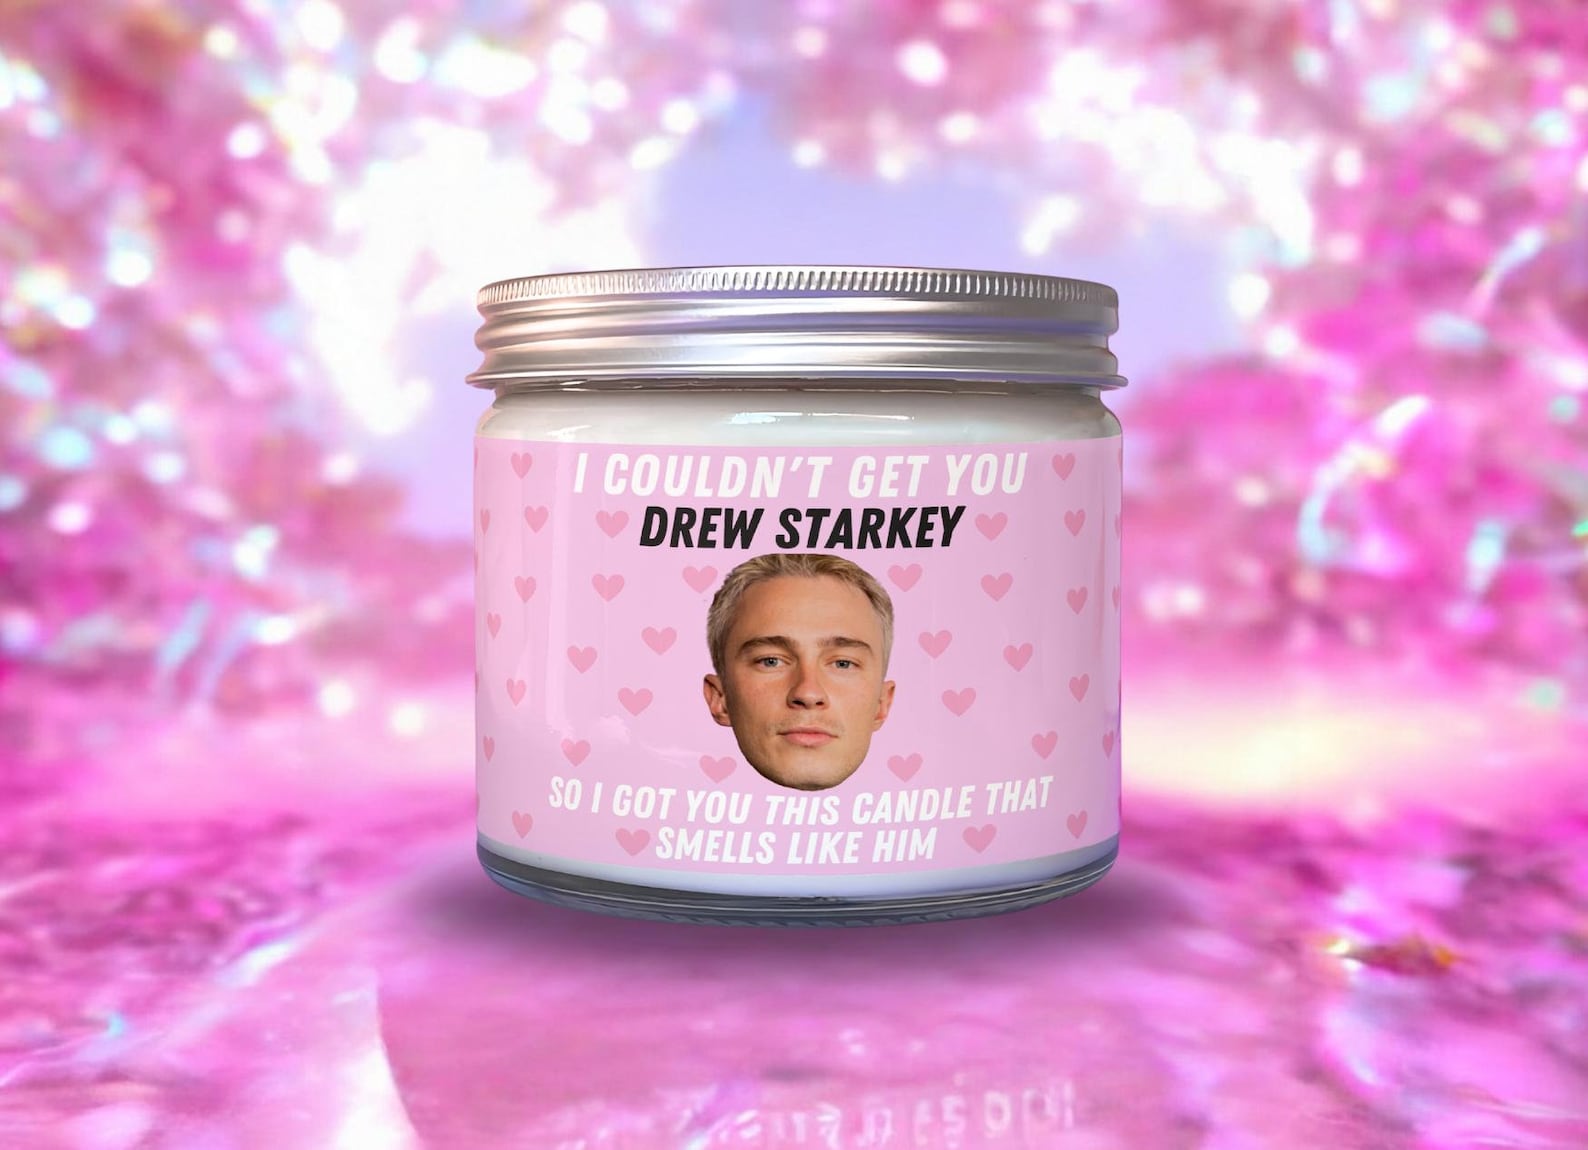 I COULDN'T GET YOU
DREW STARKEY
SO I GOT YOU THIS CANDLE THAT
SMELLS LIKE HIM